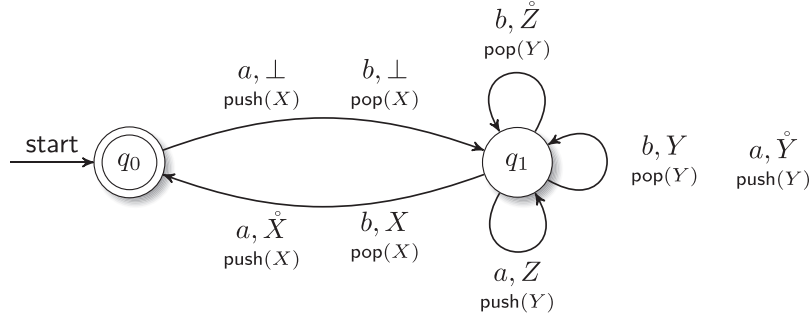 b, Z̊
pop(Y)
a, ⊥ b, ⊥
push(X) pop(X)
start
q₀
q₁
b, Y a, Y̊
pop(Y) push(Y)
a, X̊ b, X
push(X) pop(X)
a, Z
push(Y)